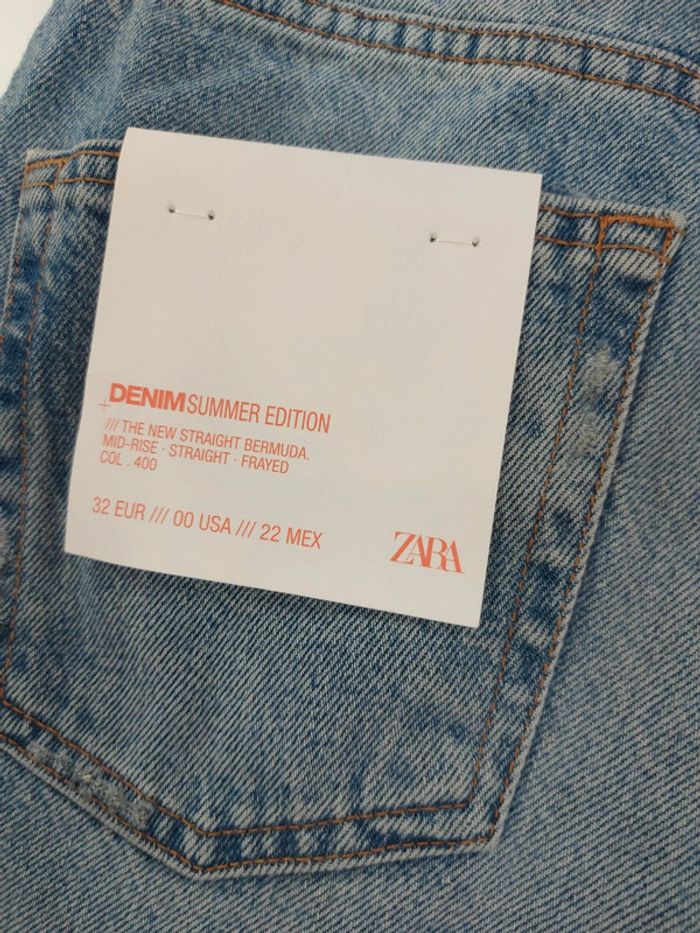 DENIM SUMMER EDITION
/// THE NEW STRAIGHT BERMUDA.
MID-RISE · STRAIGHT · FRAYED
COL . 400
32 EUR /// 00 USA /// 22 MEX
ZARA